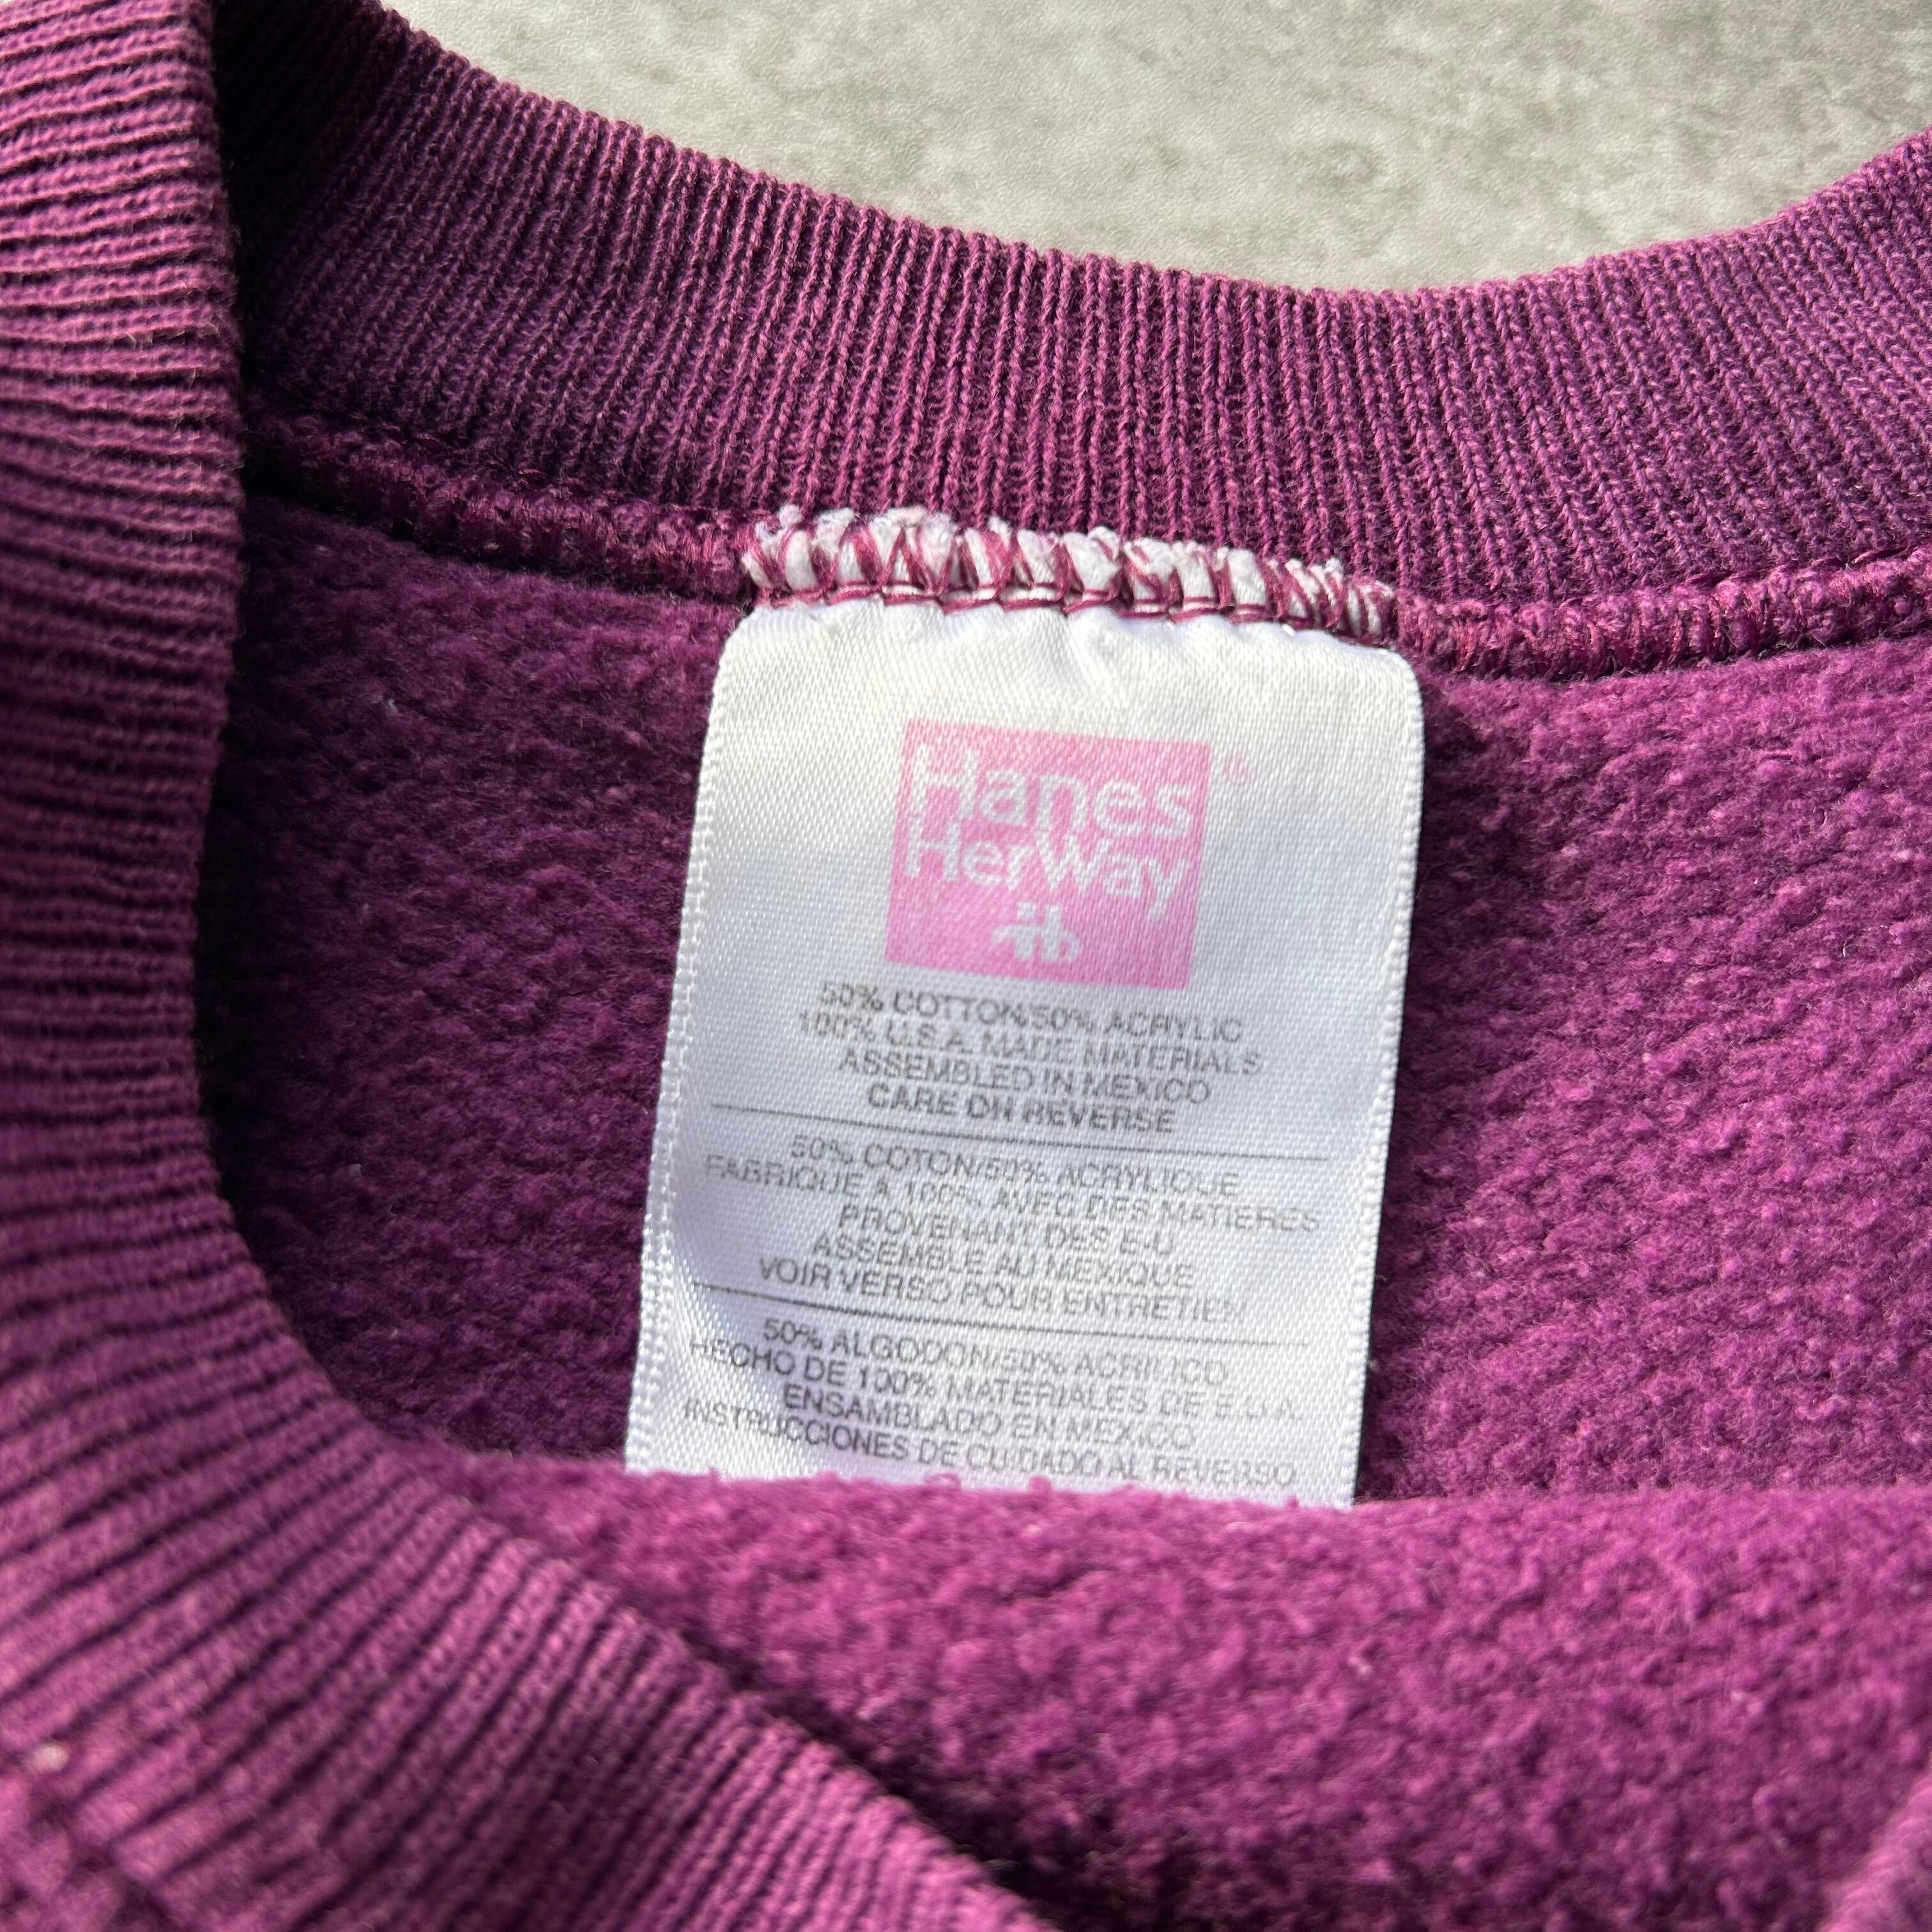 Hanes
HerWay
®
50% COTTON/50% ACRYLIC
100% U.S.A. MADE MATERIALS
ASSEMBLED IN MEXICO
CARE ON REVERSE
50% COTON/50% ACRYLIQUE
FABRIQUE A 100% AVEC DES MATIERES
PROVENANT DES E-U
ASSEMBLE AU MEXIQUE
VOIR VERSO POUR ENTRETIEN
50% ALGODON/50% ACRILICO
HECHO DE 100% MATERIALES DE E.U.A.
ENSAMBLADO EN MEXICO
INSTRUCCIONES DE CUIDADO AL REVERSO